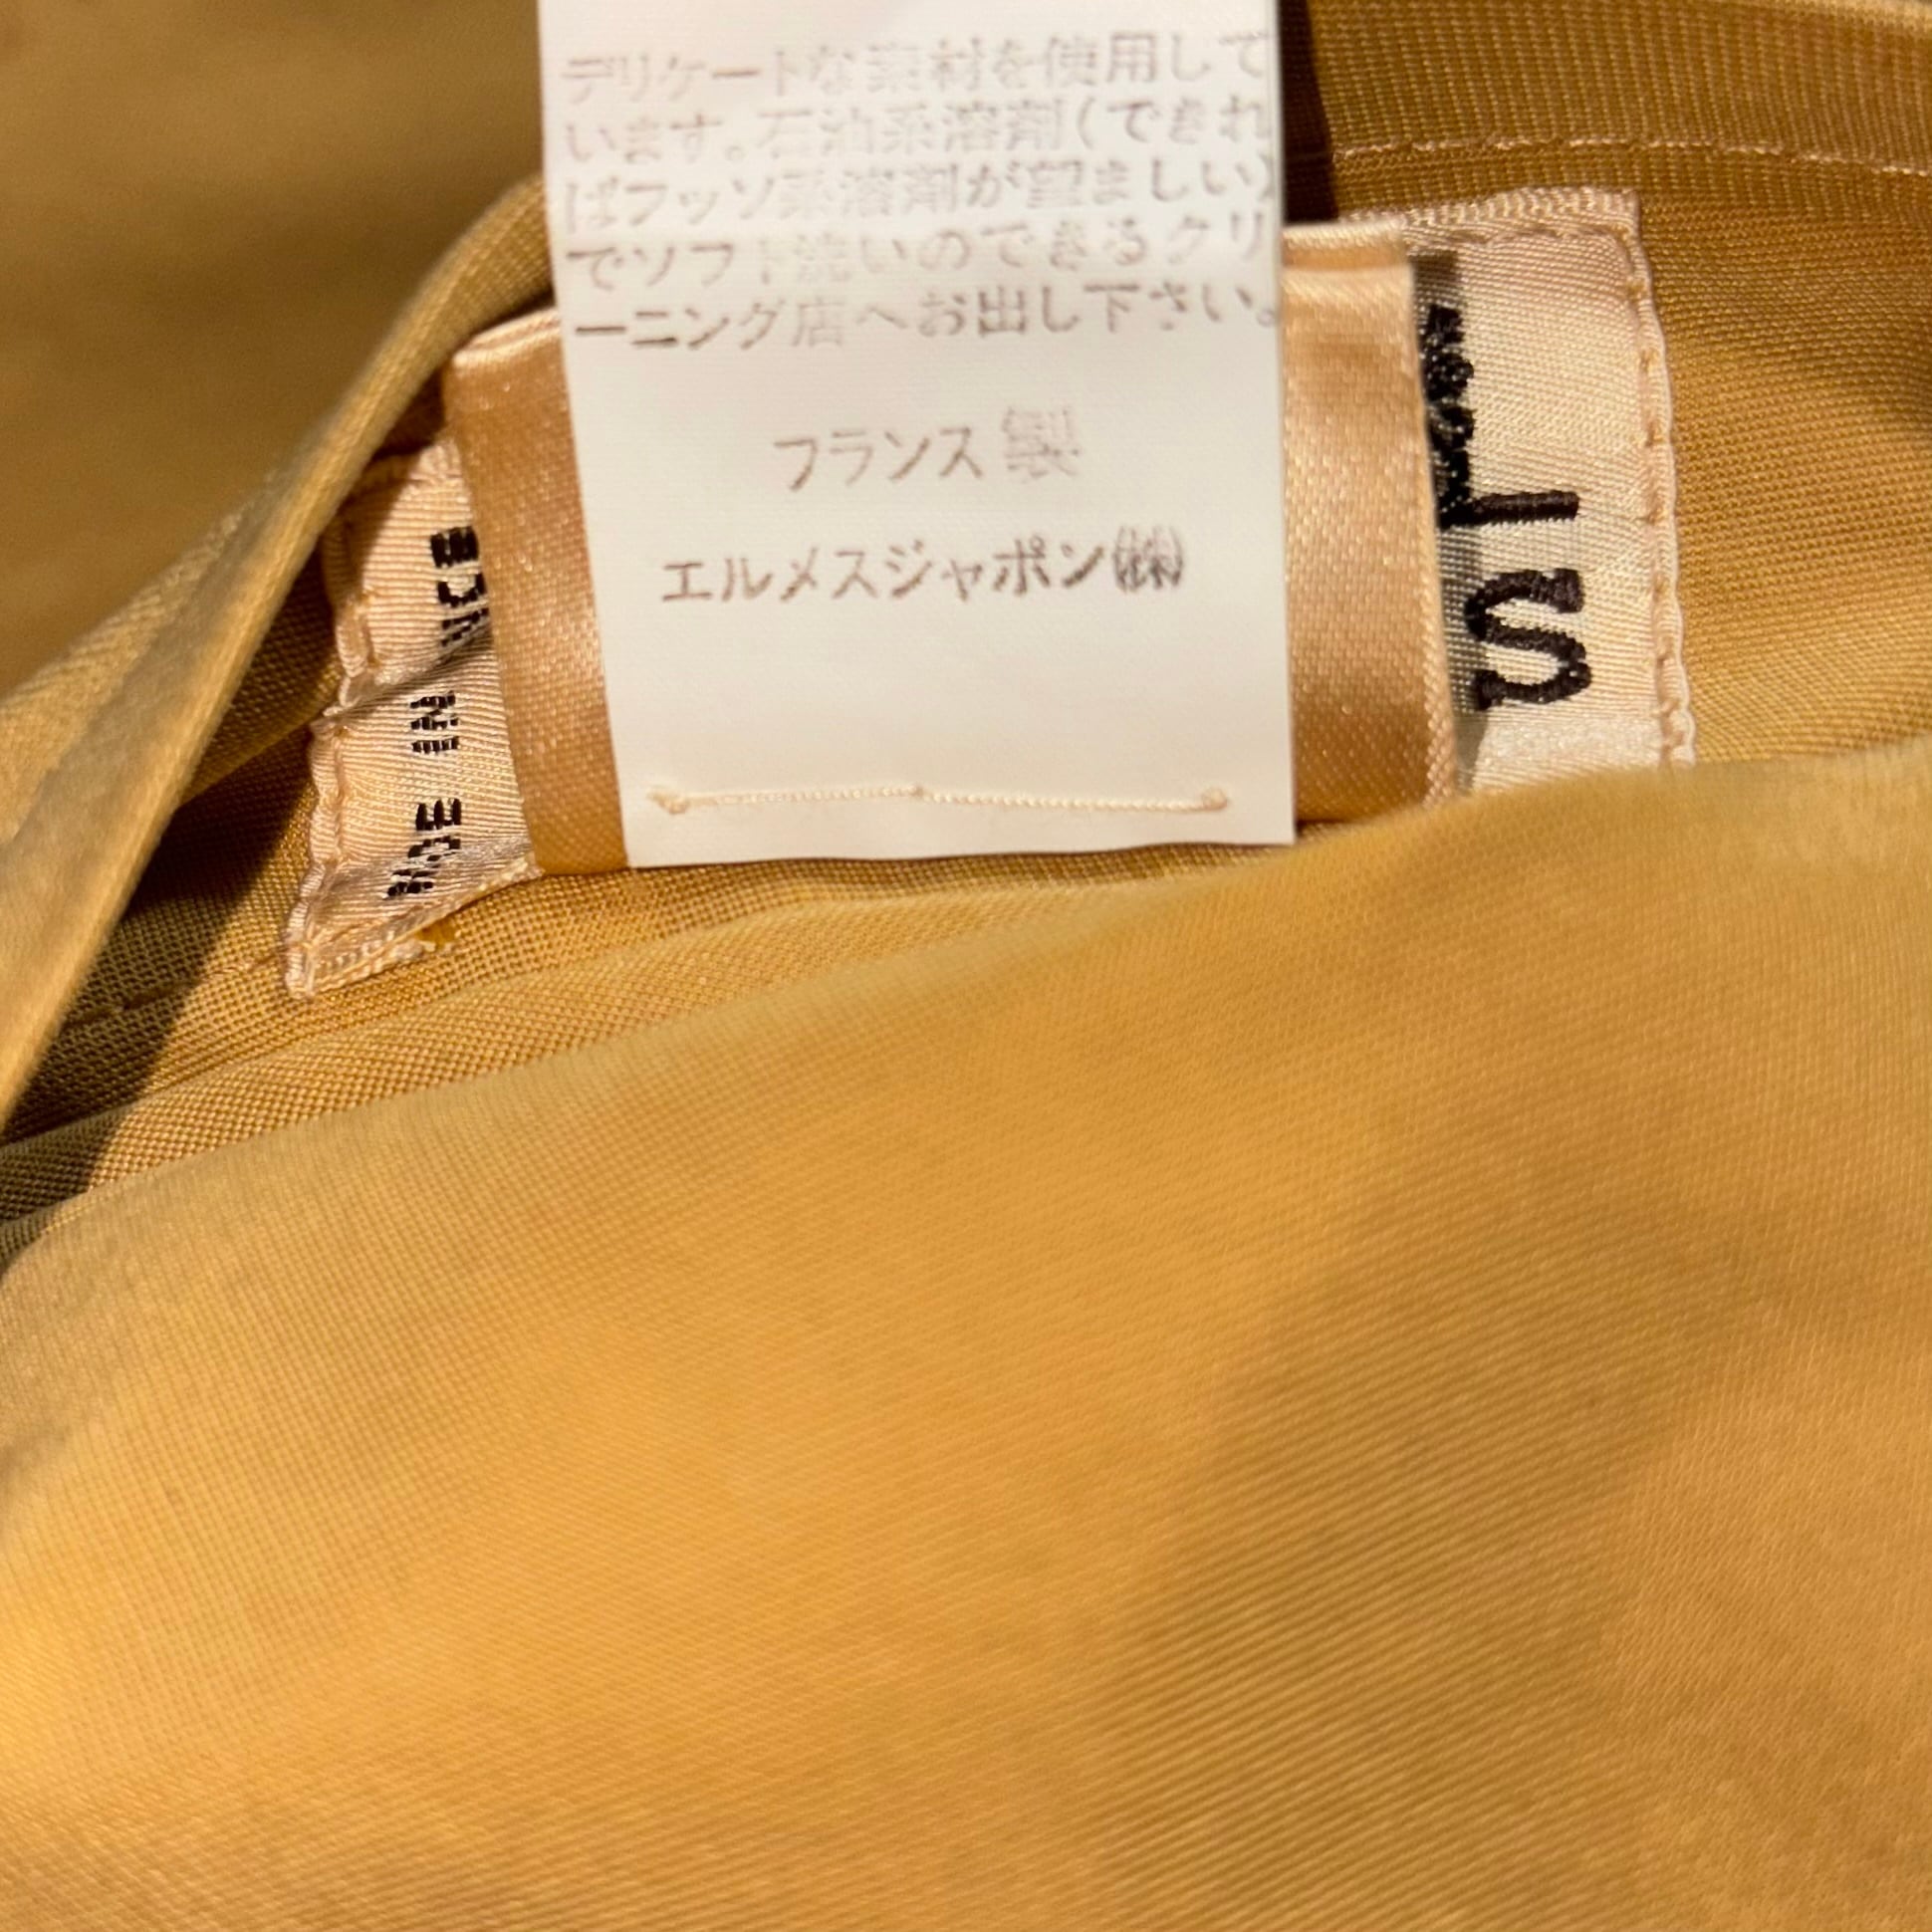 デリケートな素材を使用して
います。石油系溶剤(できれ
ばフッソ系溶剤が望ましい)
でソフト洗いのできるクリ
ーニング店へお出し下さい。
フランス製
エルメスジャポン㈱
MADE IN
S